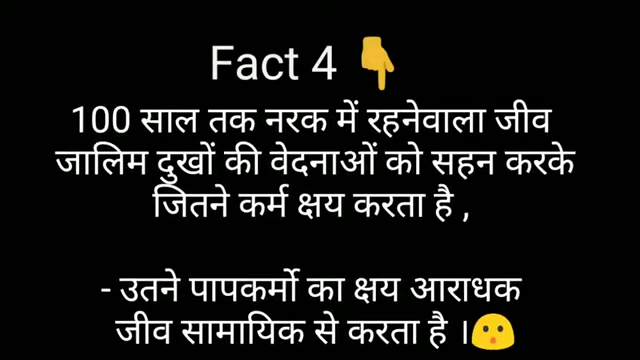 Fact 4 👇
100 साल तक नरक में रहनेवाला जीव
जालिम दुखों की वेदनाओं को सहन करके
जितने कर्म क्षय करता है ,
- उतने पापकर्मो का क्षय आराधक
जीव सामायिक से करता है ।😯